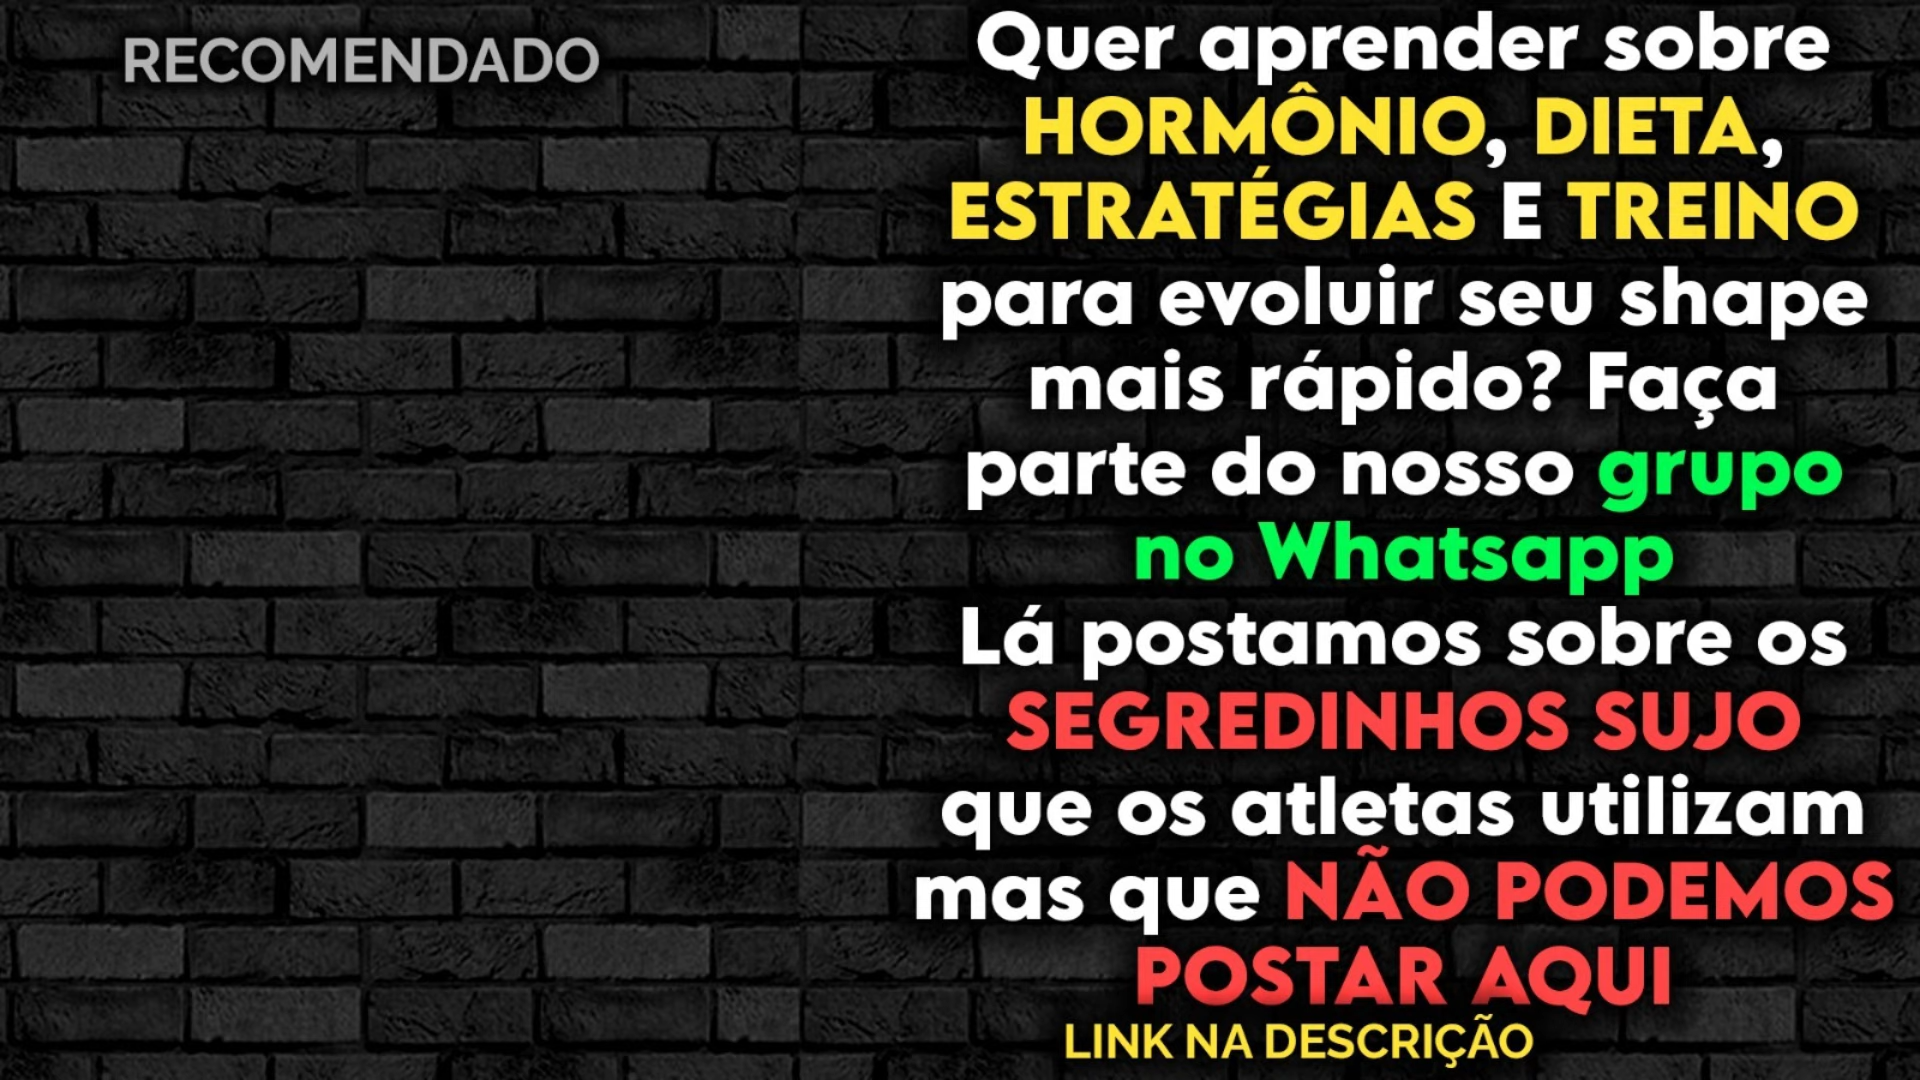 RECOMENDADO
Quer aprender sobre
HORMÔNIO, DIETA,
ESTRATÉGIAS E TREINO
para evoluir seu shape
mais rápido? Faça
parte do nosso grupo
no Whatsapp
Lá postamos sobre os
SEGREDINHOS SUJO
que os atletas utilizam
mas que NÃO PODEMOS
POSTAR AQUI
LINK NA DESCRIÇÃO